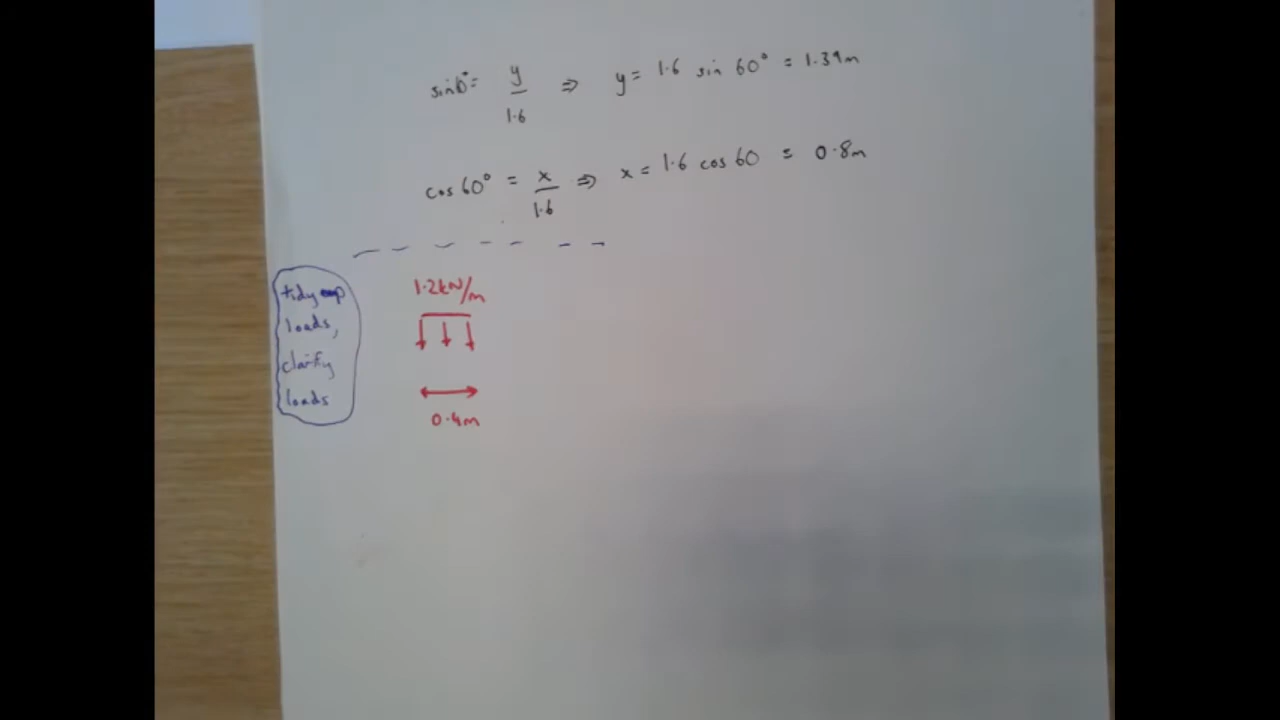 sin60° = y/1.6 ⇒ y = 1.6 sin 60° = 1.39m
cos 60° = x/1.6 ⇒ x = 1.6 cos 60 = 0.8m
tidy up
loads,
clarify
loads
1.2kN/m
0.4m